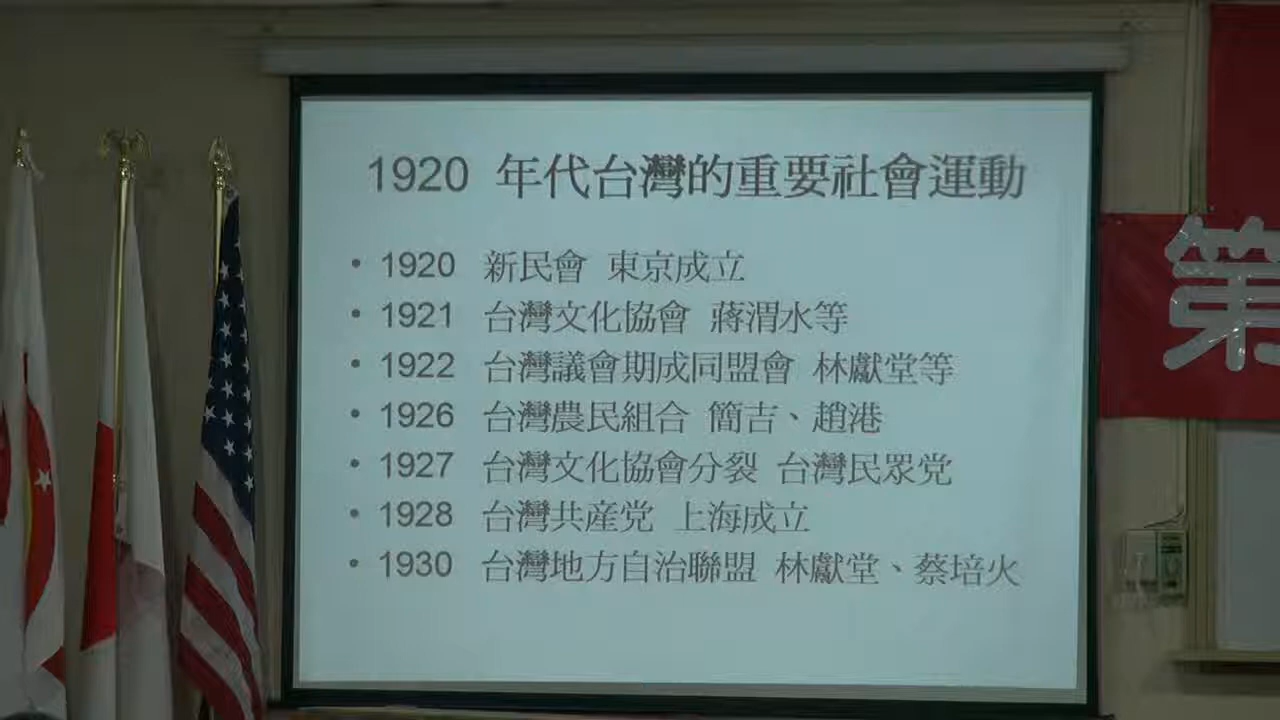 1920 年代台灣的重要社會運動
• 1920 新民會 東京成立
• 1921 台灣文化協會 蔣渭水等
• 1922 台灣議會期成同盟會 林獻堂等
• 1926 台灣農民組合 簡吉、趙港
• 1927 台灣文化協會分裂 台灣民眾党
• 1928 台灣共產党 上海成立
• 1930 台灣地方自治聯盟 林獻堂、蔡培火
第